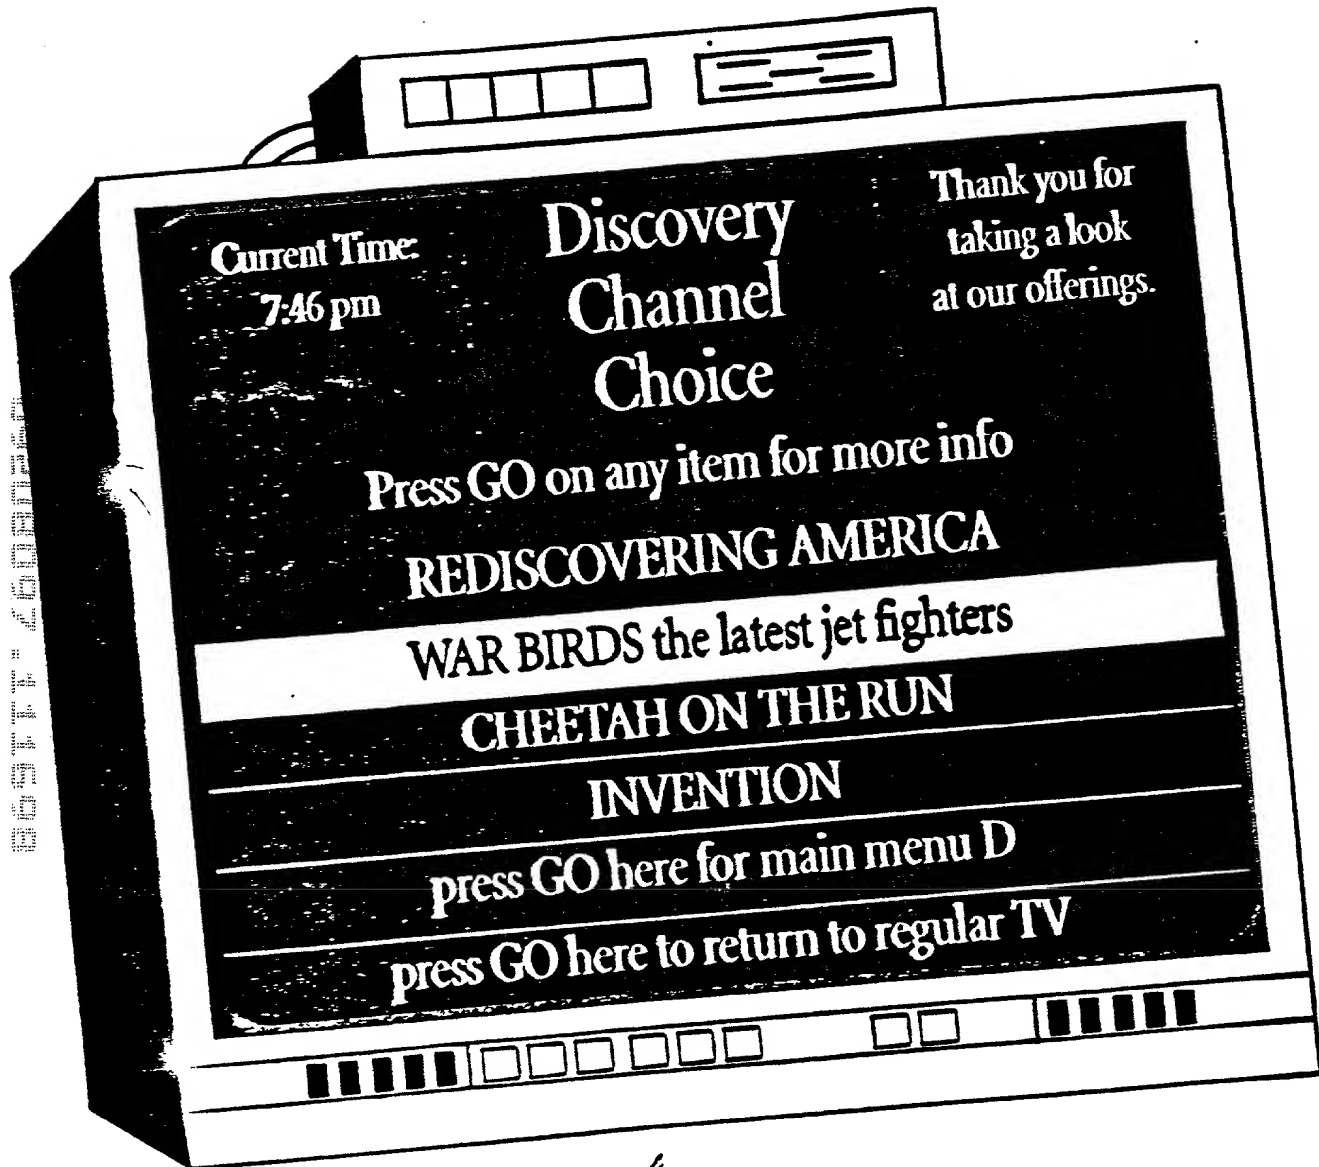 Current Time:
7:46 pm
Discovery
Channel
Choice
Thank you for
taking a look
at our offerings.
Press GO on any item for more info
REDISCOVERING AMERICA
WAR BIRDS the latest jet fighters
CHEETAH ON THE RUN
INVENTION
press GO here for main menu D
press GO here to return to regular TV